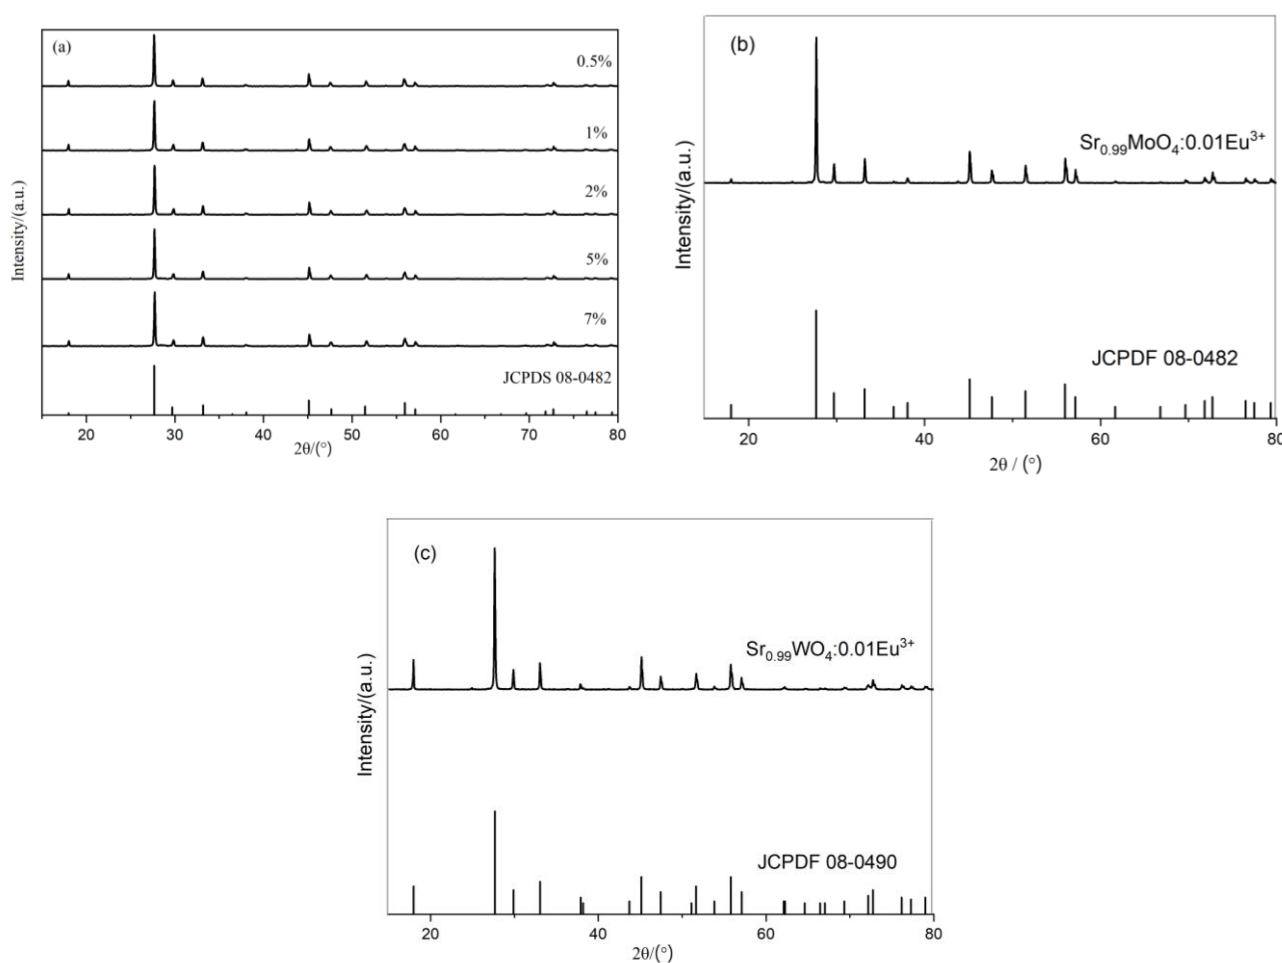 (a)
0.5%
1%
2%
5%
7%
JCPDS 08-0482
Intensity/(a.u.)
20 30 40 50 60 70 80
2θ/(°)
(b)
Sr0.99MoO4:0.01Eu3+
JCPDF 08-0482
Intensity/(a.u.)
20 40 60 80
2θ / (°)
(c)
Sr0.99WO4:0.01Eu3+
JCPDF 08-0490
Intensity/(a.u.)
20 40 60 80
2θ/(°)